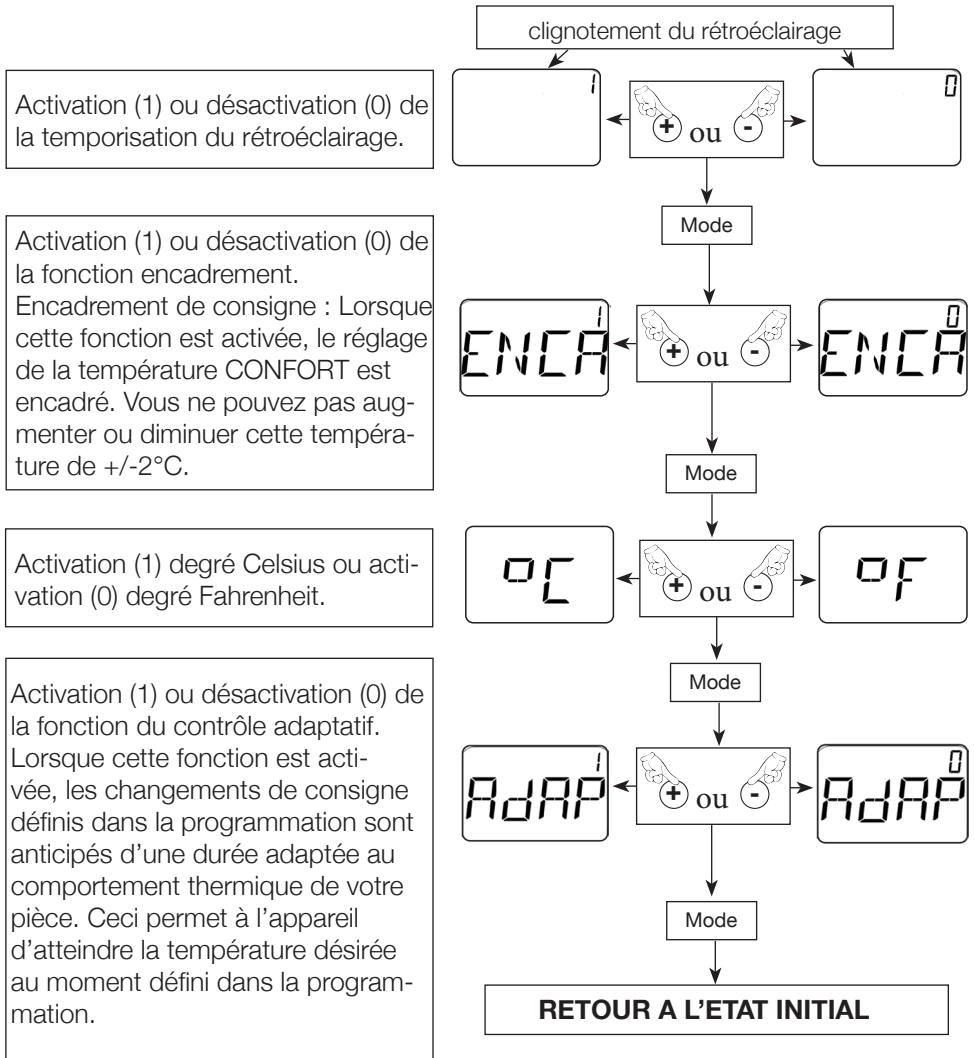 clignotement du rétroéclairage
Activation (1) ou désactivation (0) de
la temporisation du rétroéclairage.
1
+ ou -
0
Mode
Activation (1) ou désactivation (0) de
la fonction encadrement.
Encadrement de consigne : Lorsque
cette fonction est activée, le réglage
de la température CONFORT est
encadré. Vous ne pouvez pas aug-
menter ou diminuer cette tempéra-
ture de +/-2°C.
1
ENCA
+ ou -
0
ENCA
Mode
Activation (1) degré Celsius ou acti-
vation (0) degré Fahrenheit.
°C
+ ou -
°F
Mode
Activation (1) ou désactivation (0) de
la fonction du contrôle adaptatif.
Lorsque cette fonction est acti-
vée, les changements de consigne
définis dans la programmation sont
anticipés d’une durée adaptée au
comportement thermique de votre
pièce. Ceci permet à l’appareil
d’atteindre la température désirée
au moment défini dans la program-
mation.
1
AdAP
+ ou -
0
AdAP
Mode
RETOUR A L’ETAT INITIAL